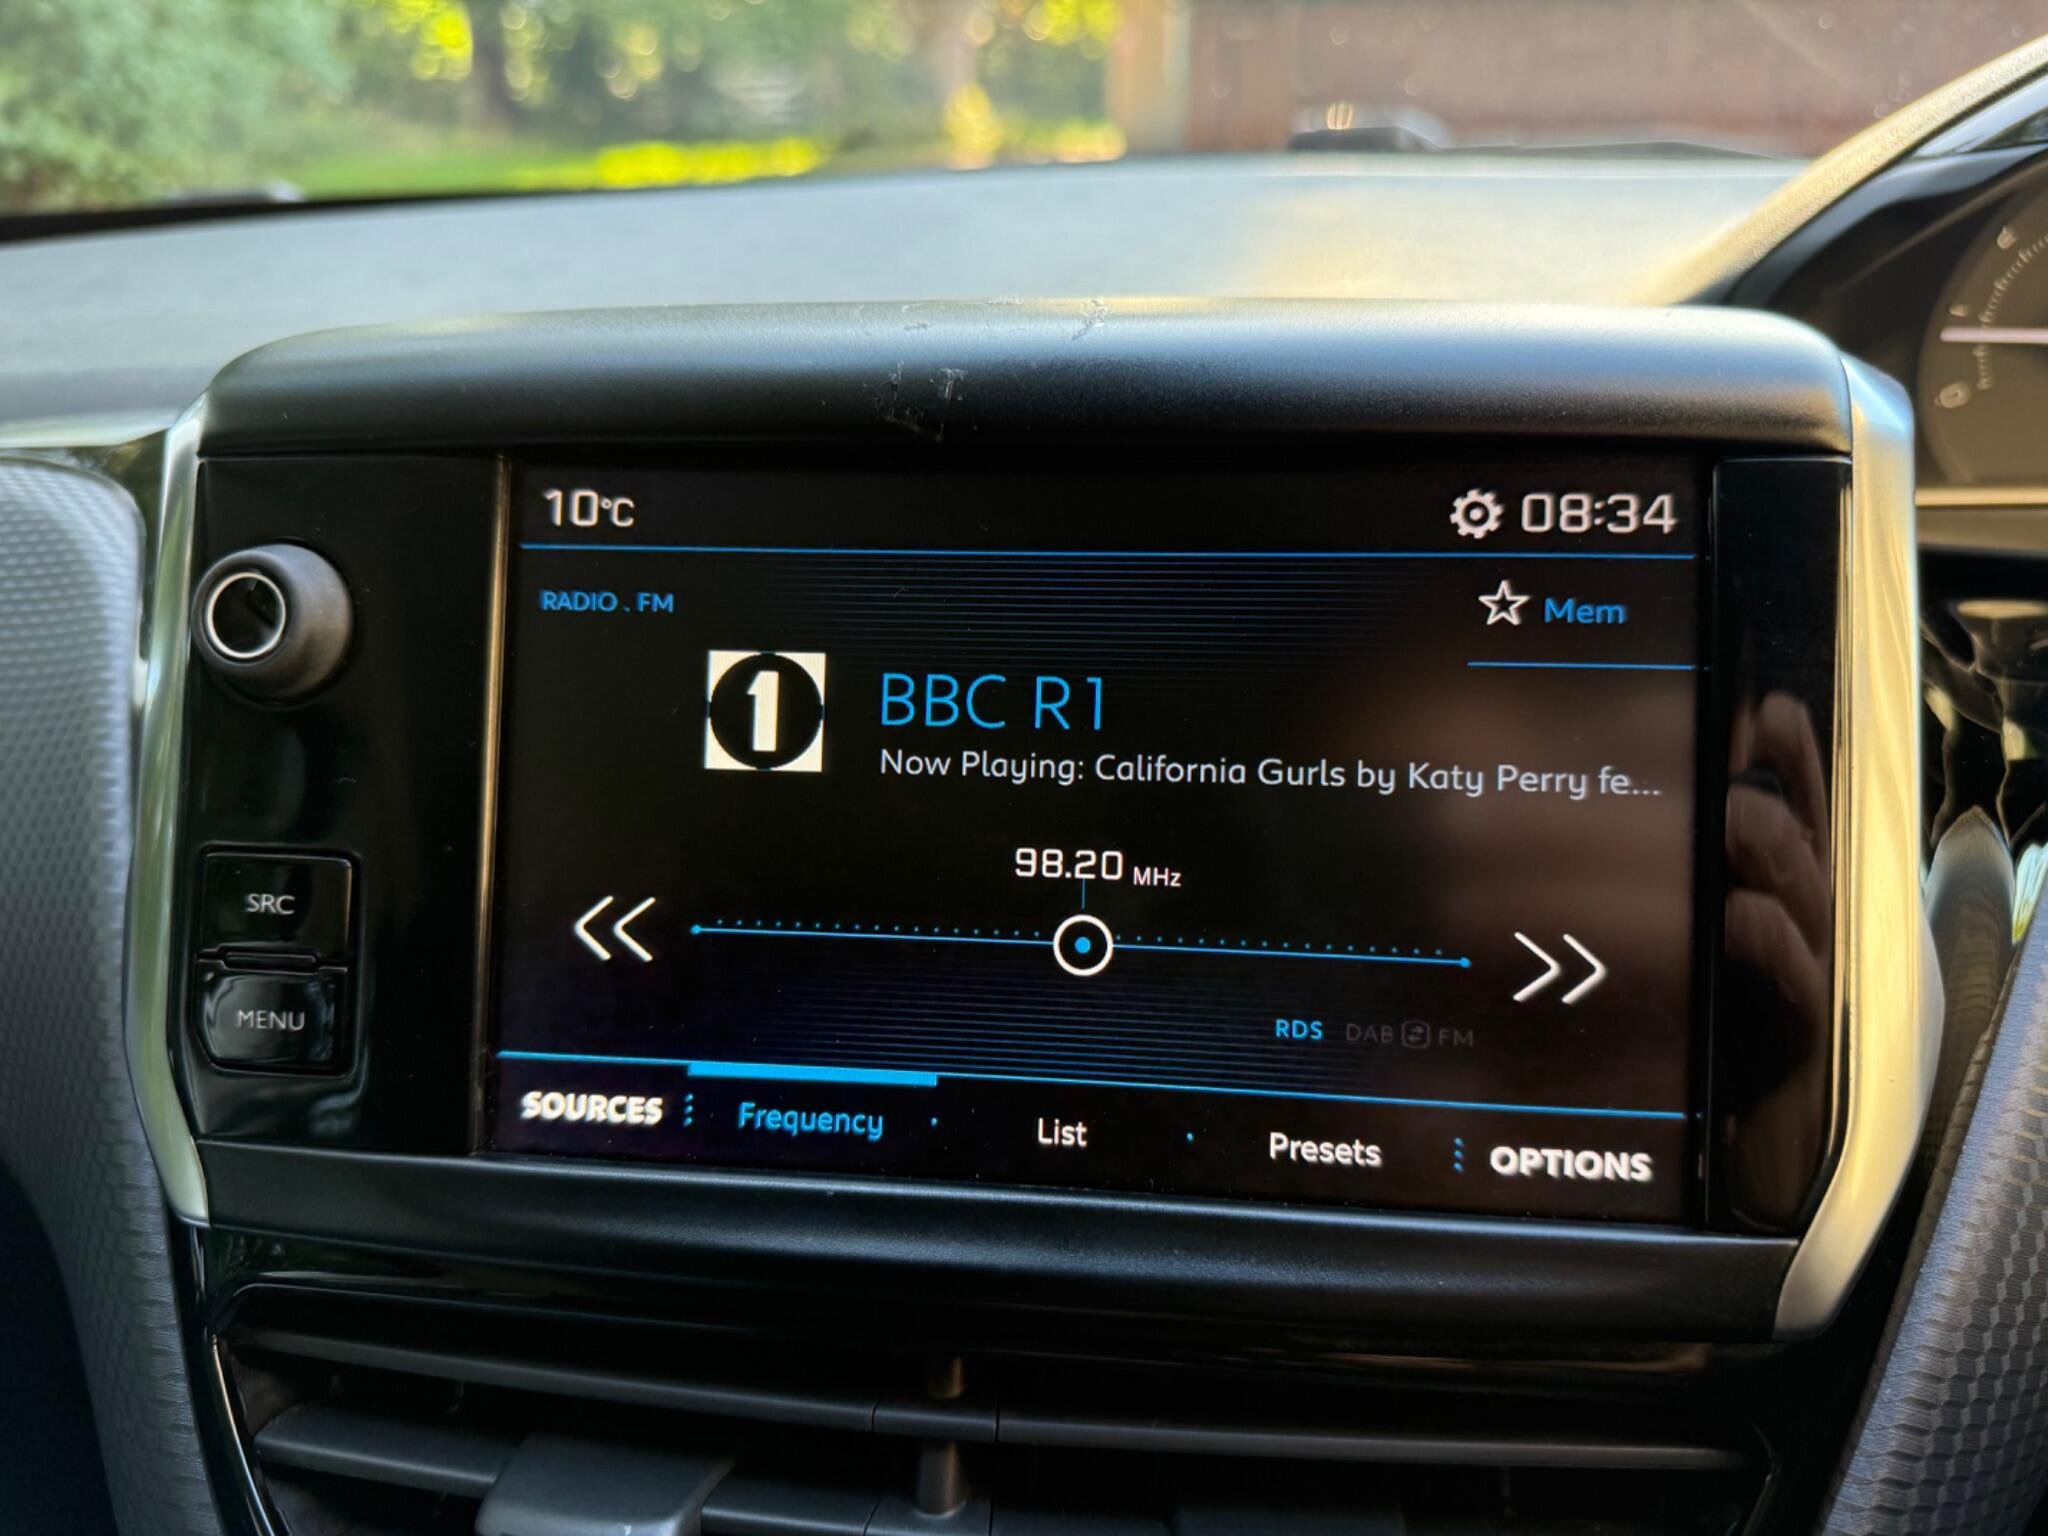 10°C 08:34
RADIO . FM Mem
1 BBC R1
Now Playing: California Gurls by Katy Perry fe...
98.20 MHz
SRC
MENU
RDS DAB FM
SOURCES Frequency List Presets OPTIONS